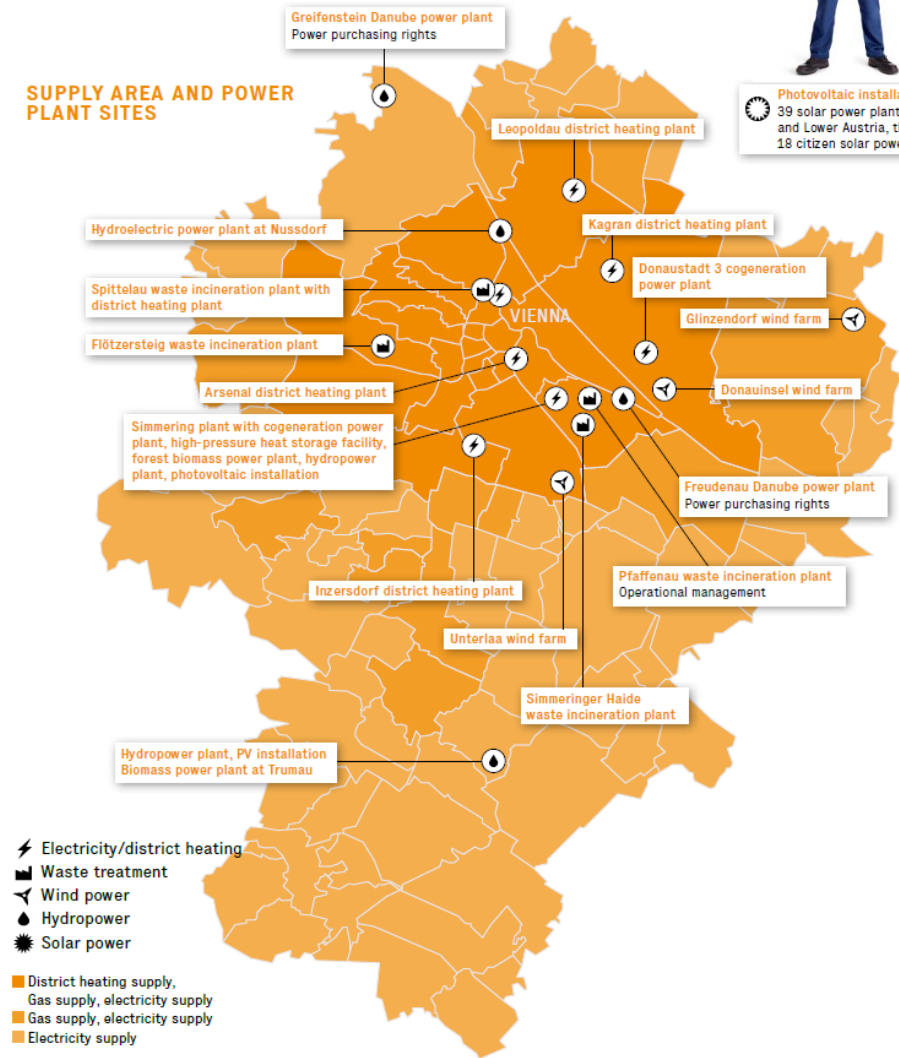 Greifenstein Danube power plant
Power purchasing rights
SUPPLY AREA AND POWER
PLANT SITES
Photovoltaic
39 solar power
and Lower Austria,
18 citizen solar
Leopoldau district heating plant
Hydroelectric power plant at Nussdorf
Kagran district heating plant
Spittelau waste incineration plant with
district heating plant
Donaustadt 3 cogeneration
power plant
VIENNA
Glinzendorf wind farm
Flötzersteig waste incineration plant
Arsenal district heating plant
Donauinsel wind farm
Simmering plant with cogeneration power
plant, high-pressure heat storage facility,
forest biomass power plant, hydropower
plant, photovoltaic installation
Freudenau Danube power plant
Power purchasing rights
Pfaffenau waste incineration plant
Operational management
Inzersdorf district heating plant
Unterlaa wind farm
Simmeringer Haide
waste incineration plant
Hydropower plant, PV installation
Biomass power plant at Trumau
Electricity/district heating
Waste treatment
Wind power
Hydropower
Solar power
District heating supply,
Gas supply, electricity supply
Gas supply, electricity supply
Electricity supply